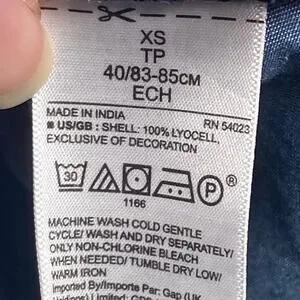 XS
TP
40/83-85CM
ECH
MADE IN INDIA RN 54023
■ US/GB: SHELL: 100% LYOCELL,
EXCLUSIVE OF DECORATION
30 P
1166
MACHINE WASH COLD GENTLE
CYCLE/ WASH AND DRY SEPARATELY/
ONLY NON-CHLORINE BLEACH
WHEN NEEDED/ TUMBLE DRY LOW/
WARM IRON
Imported By/Importe Par: Gap (UK